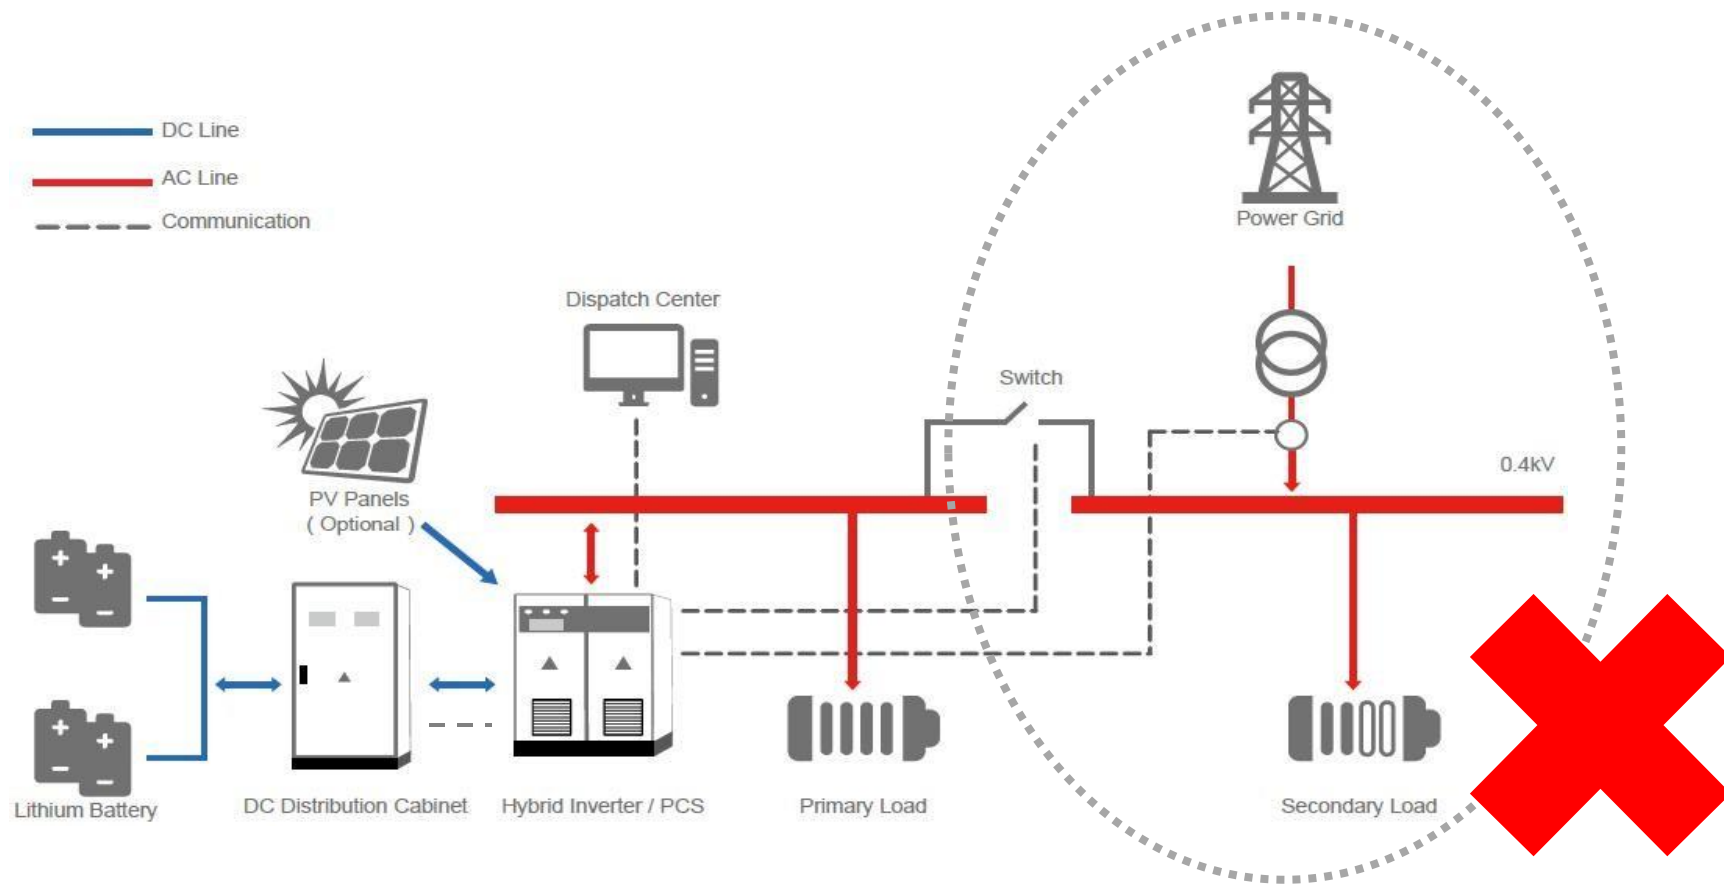 DC Line
AC Line
Communication
Power Grid
Dispatch Center
Switch
0.4kV
PV Panels
( Optional )
Lithium Battery
DC Distribution Cabinet
Hybrid Inverter / PCS
Primary Load
Secondary Load